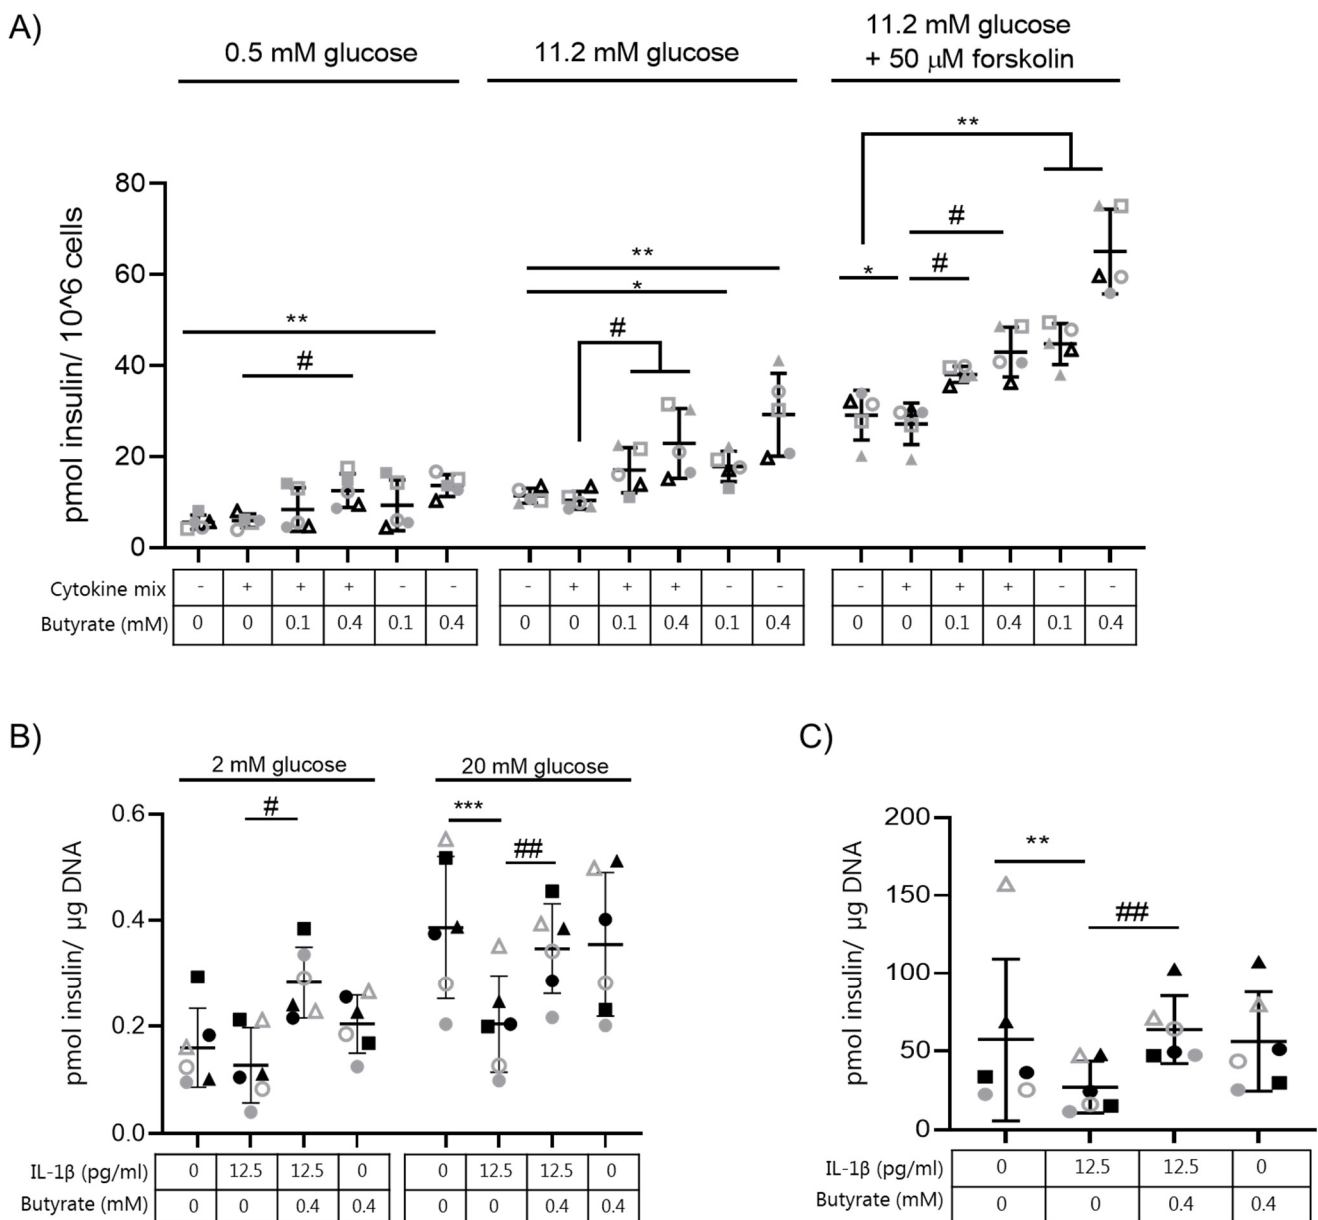 A)
0.5 mM glucose
11.2 mM glucose
11.2 mM glucose
+ 50 μM forskolin
**
80
60
40
20
0
pmol insulin/ 10^6 cells
**
#
**
*
#
*
#
#
Cytokine mix - + + + - - - + + + - - - + + + - -
Butyrate (mM) 0 0 0.1 0.4 0.1 0.4 0 0 0.1 0.4 0.1 0.4 0 0 0.1 0.4 0.1 0.4
B)
2 mM glucose
20 mM glucose
0.6
0.4
0.2
0.0
pmol insulin/ μg DNA
#
***
##
IL-1β (pg/ml) 0 12.5 12.5 0 0 12.5 12.5 0
Butyrate (mM) 0 0 0.4 0.4 0 0 0.4 0.4
C)
200
150
100
50
0
pmol insulin/ μg DNA
**
##
IL-1β (pg/ml) 0 12.5 12.5 0
Butyrate (mM) 0 0 0.4 0.4